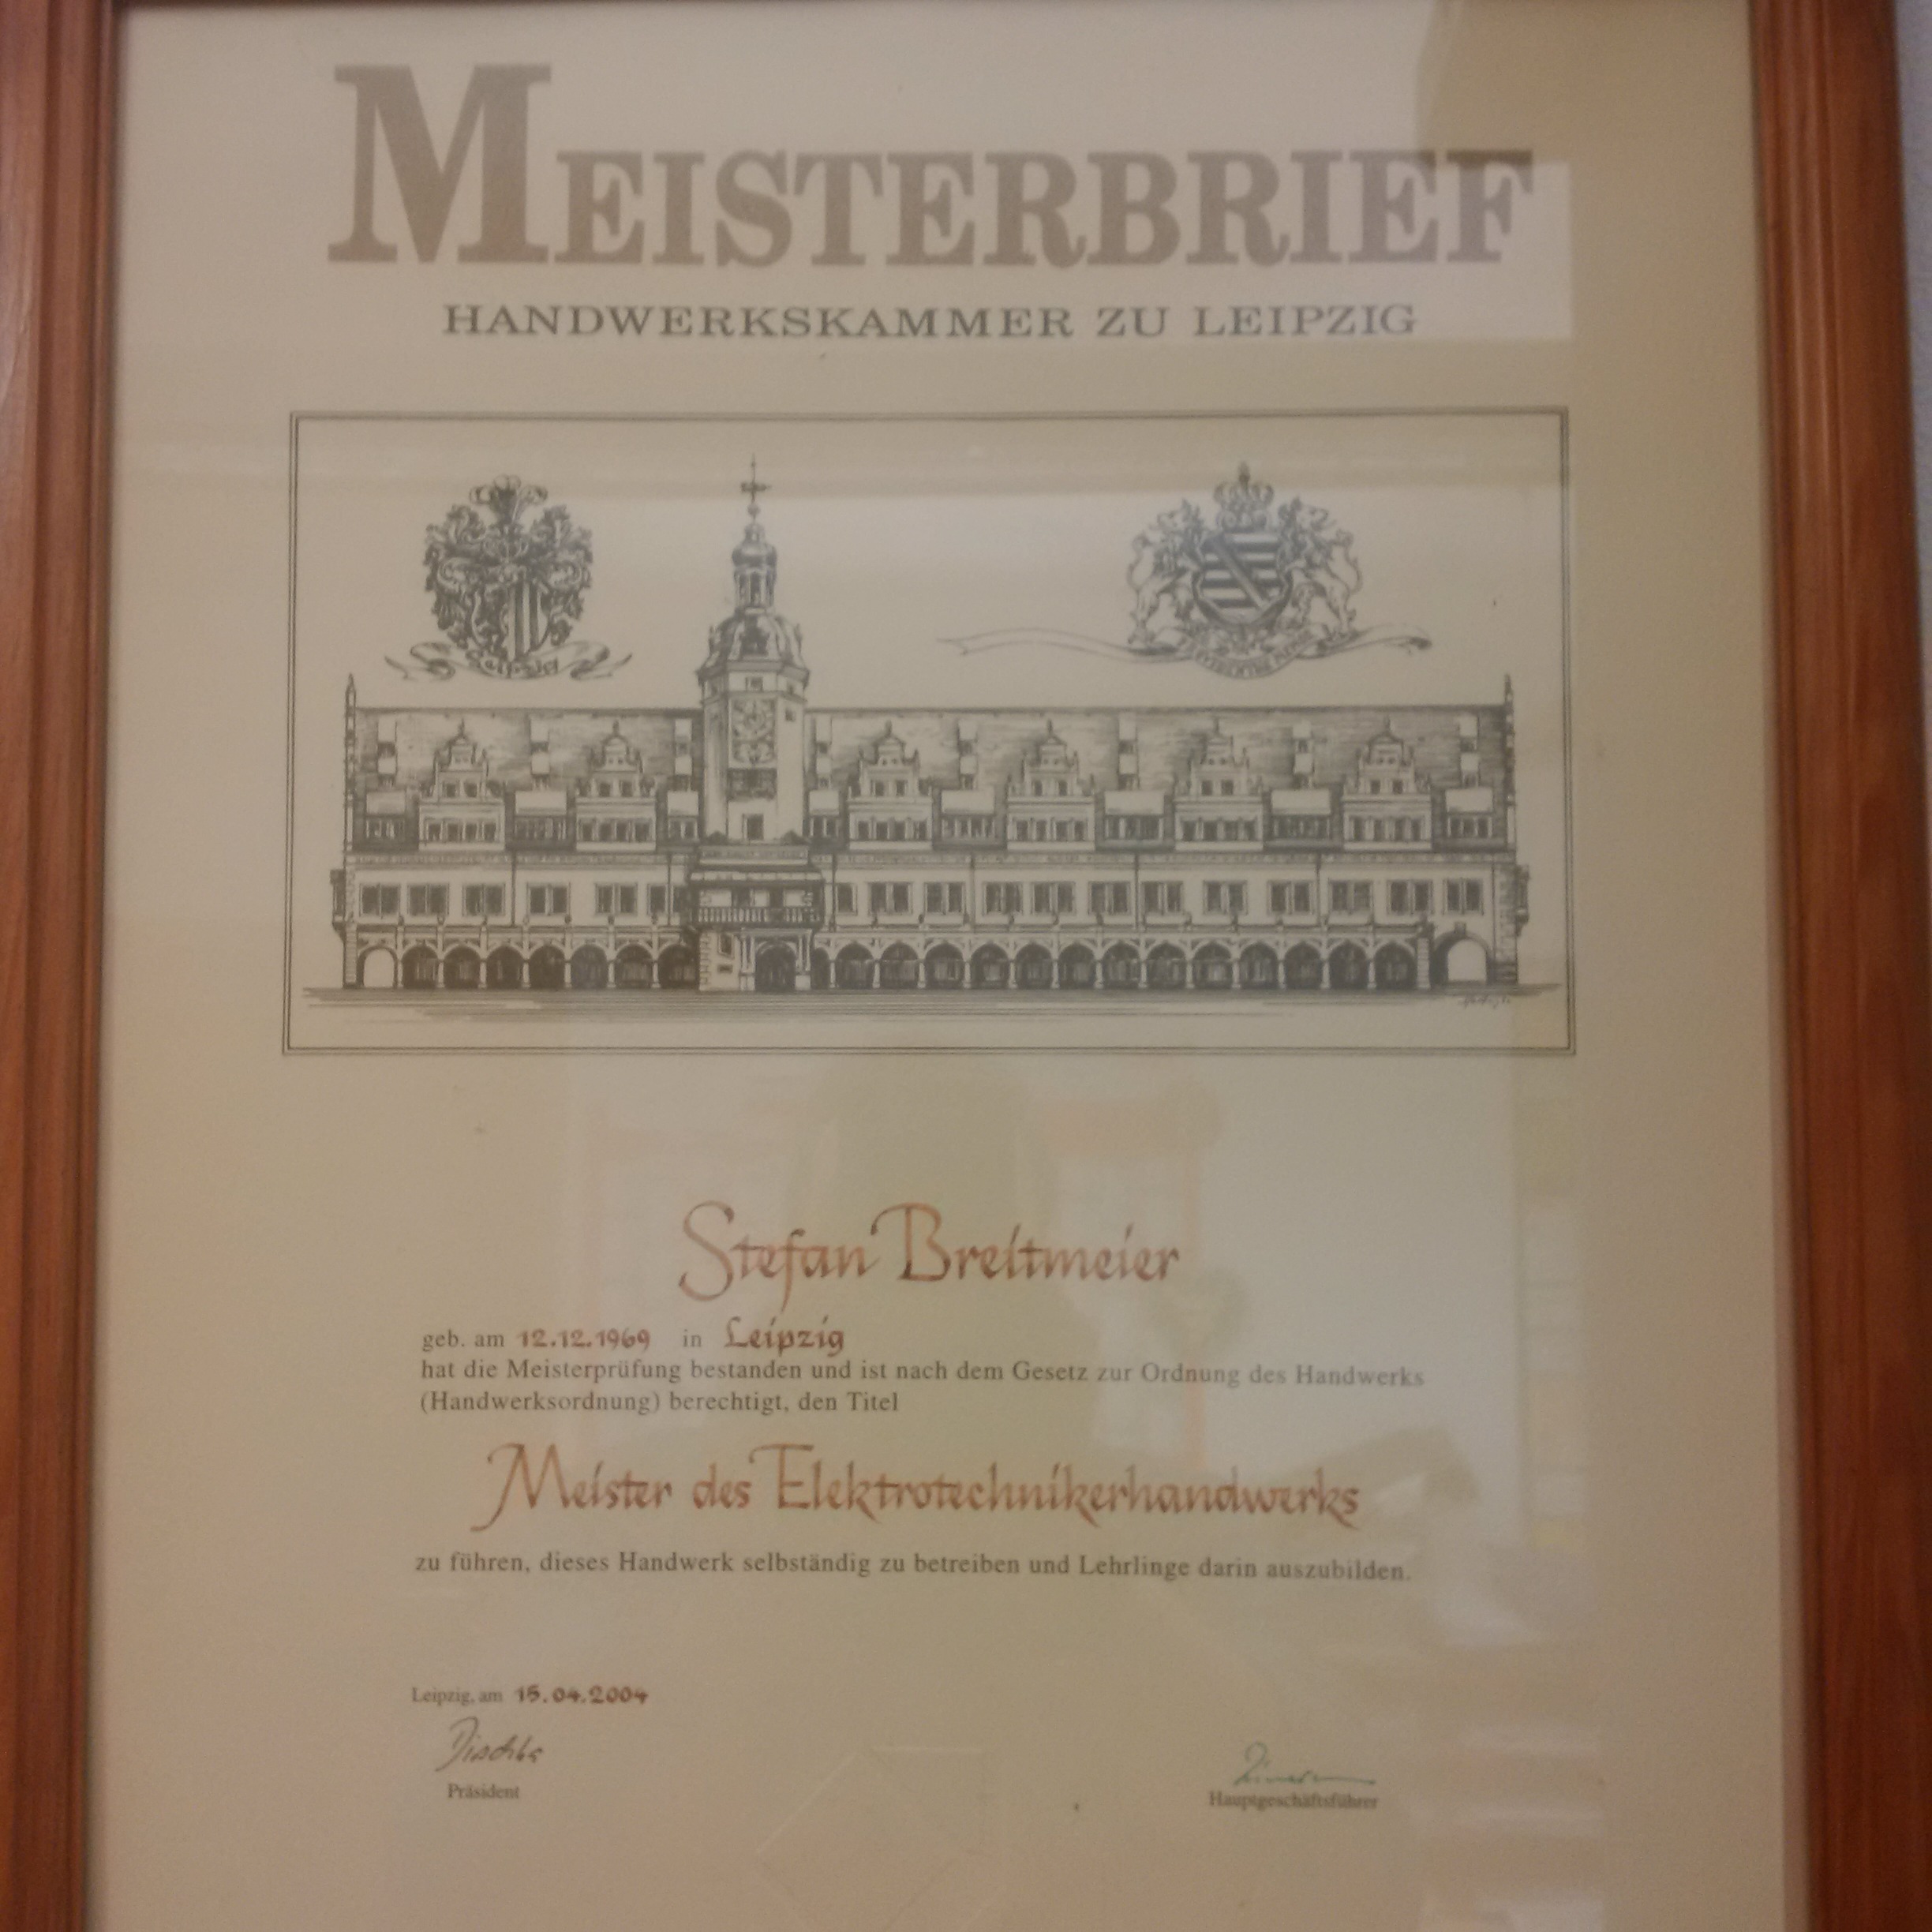 MEISTERBRIEF
HANDWERKSKAMMER ZU LEIPZIG
Leipzig
Stefan Breitmeier
geb. am 12.12.1969 in Leipzig
hat die Meisterprüfung bestanden und ist nach dem Gesetz zur Ordnung des Handwerks
(Handwerksordnung) berechtigt, den Titel
Meister des Elektrotechnikerhandwerks
zu führen, dieses Handwerk selbständig zu betreiben und Lehrlinge darin auszubilden.
Leipzig, am 15.04.2004
Präsident
Hauptgeschäftsführer